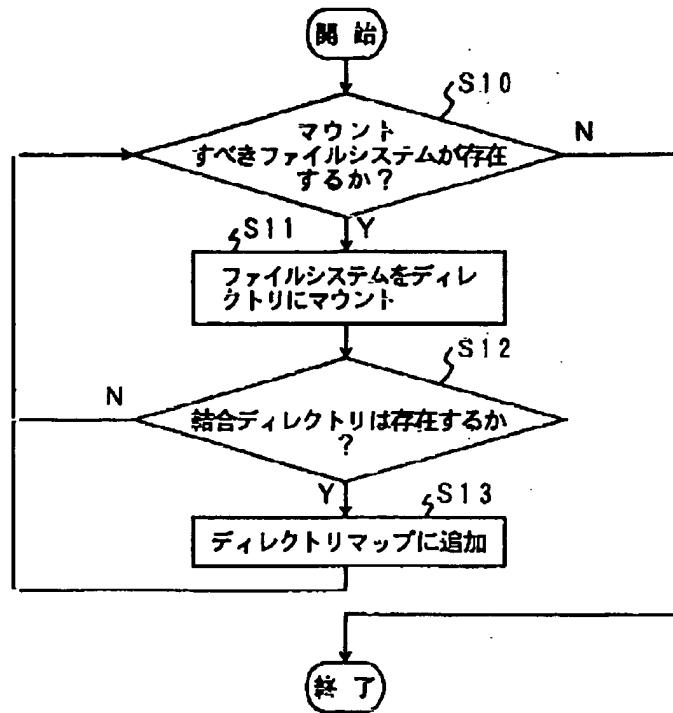 開 始
S10
マウント
すべきファイルシステムが存在
するか？
N
Y
S11
ファイルシステムをディレ
クトリにマウント
S12
N
結合ディレクトリは存在するか
？
Y
S13
ディレクトリマップに追加
終 了